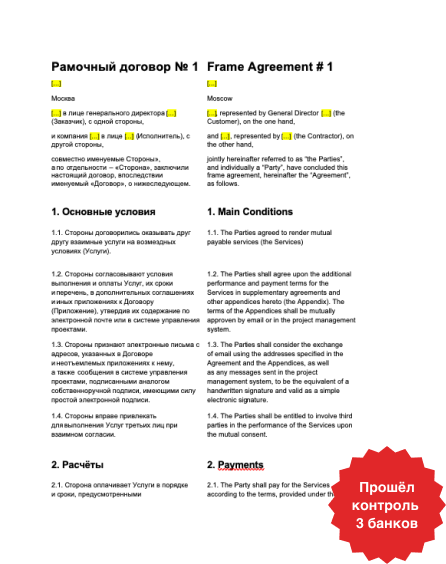 Рамочный договор № 1
[...]
Москва
[...] в лице генерального директора [...]
(Заказчик), с одной стороны,
и компания [...] в лице [..] (Исполнитель), с
другой стороны,
совместно именуемые Стороны»,
а по отдельности – «Сторона», заключили
настоящий договор, впоследствии
именуемый «Договор», о нижеследующем.
1. Основные условия
1.1. Стороны договорились оказывать друг
другу взаимные услуги на возмездных
условиях (Услуги).
1.2. Стороны согласовывают условия
выполнения и оплаты Услуг, их сроки
и перечень, в дополнительных соглашениях
и иных приложениях к Договору
(Приложение), утвердив их содержание по
электронной почте или в системе управления
проектами.
1.3. Стороны признает электронные письма с
адресов, указанных в Договоре
и неотъемлемых приложениях к нему,
а также сообщения в системе управления
проектами, подписанными аналогом
собственноручной подписи, имеющими силу
простой электронной подписи.
1.4. Стороны вправе привлекать
для выполнения Услуг третьих лиц при
взаимном согласии.
2. Расчёты
2.1. Сторона оплачивает Услуги в порядке
и сроки, предусмотренными
Frame Agreement # 1
[...]
Moscow
[...], represented by General Director [...] (the
Customer), on the one hand,
and [...], represented by [...] (the Contractor), on
the other hand,
jointly hereinafter referred to as "the Parties",
and individually a "Party", have concluded this
frame agreement, hereinafter the "Agreement",
as follows.
1. Main Conditions
1.1. The Parties agreed to render mutual
payable services (the Services)
1.2. The Parties shall agree upon the additional
performance and payment terms for the
Services in supplementary agreements and
other appendices hereto (the Appendix). The
terms of the Appendices shall be mutually
approved by email or in the project management
system.
1.3. The Parties shall consider the exchange
of email using the addresses specified in the
Agreement and the Appendices, as well
as any messages sent in the project
management system, to be the equivalent of a
handwritten signature and valid as a simple
electronic signature.
1.4. The Parties shall be entitled to involve third
parties in the performance of the Services upon
the mutual consent.
2. Payments
2.1. The Party shall pay for the Services
according to the terms, provided under
Прошёл
контроль
3 банков